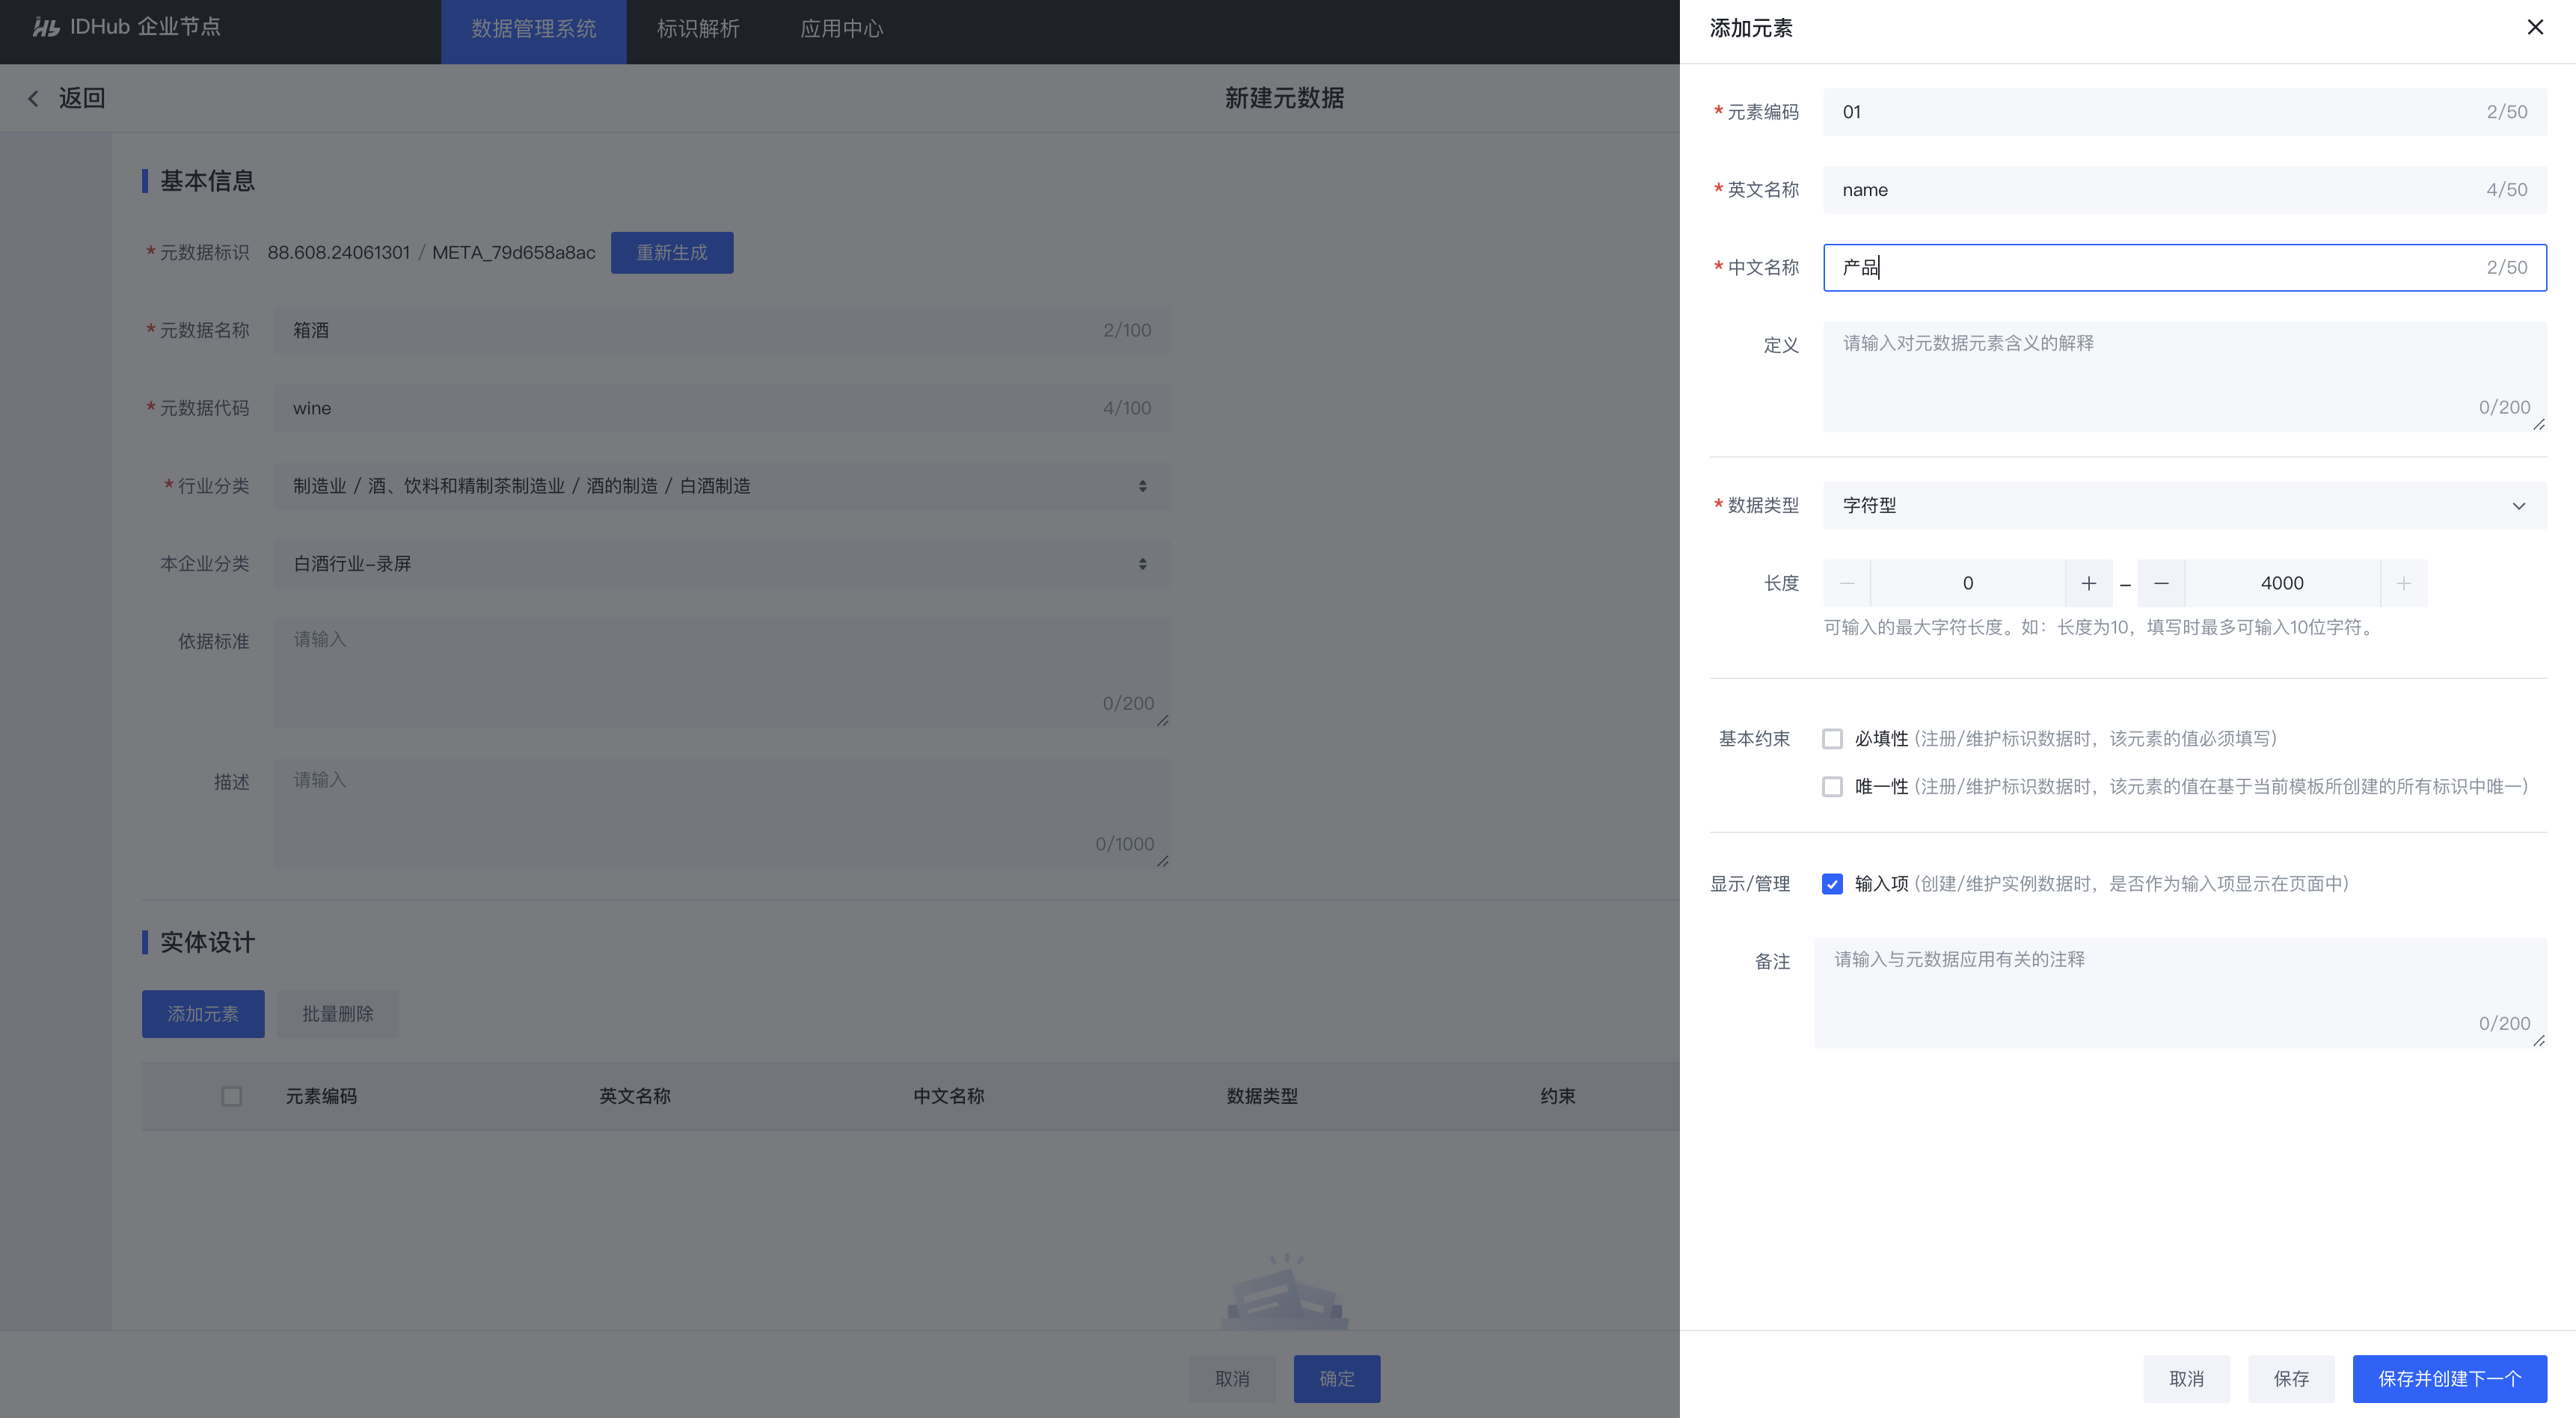 IDHub 企业节点
数据管理系统
标识解析
应用中心
返回
新建元数据
基本信息
* 元数据标识 88.608.24061301 / META_79d658a8ac 重新生成
* 元数据名称 箱酒 2/100
* 元数据代码 wine 4/100
* 行业分类 制造业 / 酒、饮料和精制茶制造业 / 酒的制造 / 白酒制造
本企业分类 白酒行业-录屏
依据标准 请输入
0/200
描述 请输入
0/1000
实体设计
添加元素 批量删除
元素编码 英文名称 中文名称 数据类型 约束
取消 确定
添加元素
* 元素编码 01 2/50
* 英文名称 name 4/50
* 中文名称 产品 2/50
定义 请输入对元数据元素含义的解释
0/200
* 数据类型 字符型
长度 0 – 4000
可输入的最大字符长度。如：长度为10，填写时最多可输入10位字符。
基本约束 必填性 (注册/维护标识数据时，该元素的值必须填写)
唯一性 (注册/维护标识数据时，该元素的值在基于当前模板所创建的所有标识中唯一)
显示/管理 输入项 (创建/维护实例数据时，是否作为输入项显示在页面中)
备注 请输入与元数据应用有关的注释
0/200
取消 保存 保存并创建下一个